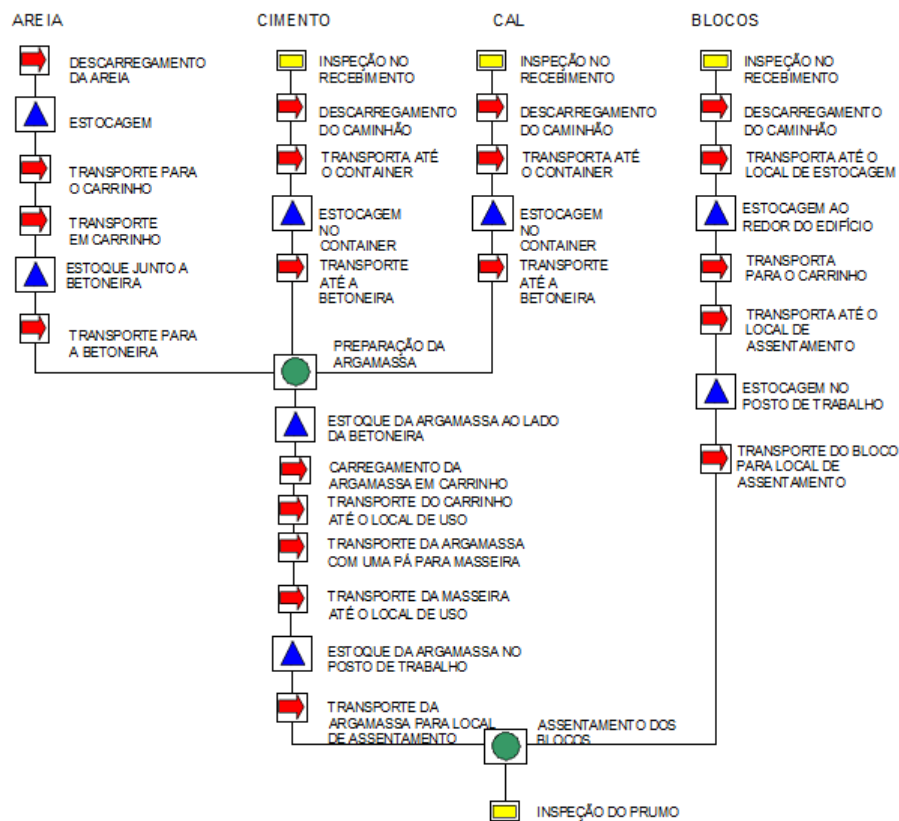 AREIA
DESCARREGAMENTO
DA AREIA
ESTOCAGEM
TRANSPORTE PARA
O CARRINHO
TRANSPORTE
EM CARRINHO
ESTOQUE JUNTO A
BETONEIRA
TRANSPORTE PARA
A BETONEIRA
CIMENTO
INSPEÇÃO NO
RECEBIMENTO
DESCARREGAMENTO
DO CAMINHÃO
TRANSPORTA ATÉ
O CONTAINER
ESTOCAGEM
NO
CONTAINER
TRANSPORTE
ATÉ A
BETONEIRA
CAL
INSPEÇÃO NO
RECEBIMENTO
DESCARREGAMENTO
DO CAMINHÃO
TRANSPORTA ATÉ
O CONTAINER
ESTOCAGEM
NO
CONTAINER
TRANSPORTE
ATÉ A
BETONEIRA
BLOCOS
INSPEÇÃO NO
RECEBIMENTO
DESCARREGAMENTO
DO CAMINHÃO
TRANSPORTA ATÉ O
LOCAL DE ESTOCAGEM
ESTOCAGEM AO
REDOR DO EDIFÍCIO
TRANSPORTA
PARA O CARRINHO
TRANSPORTA ATÉ O
LOCAL DE
ASSENTAMENTO
ESTOCAGEM NO
POSTO DE TRABALHO
TRANSPORTE DO BLOCO
PARA LOCAL DE
ASSENTAMENTO
PREPARAÇÃO DA
ARGAMASSA
ESTOQUE DA ARGAMASSA AO LADO
DA BETONEIRA
CARREGAMENTO DA
ARGAMASSA EM CARRINHO
TRANSPORTE DO CARRINHO
ATÉ O LOCAL DE USO
TRANSPORTE DA ARGAMASSA
COM UMA PÁ PARA MASSEIRA
TRANSPORTE DA MASSEIRA
ATÉ O LOCAL DE USO
ESTOQUE DA ARGAMASSA NO
POSTO DE TRABALHO
TRANSPORTE DA
ARGAMASSA PARA LOCAL
DE ASSENTAMENTO
ASSENTAMENTO DOS
BLOCOS
INSPEÇÃO DO PRUMO